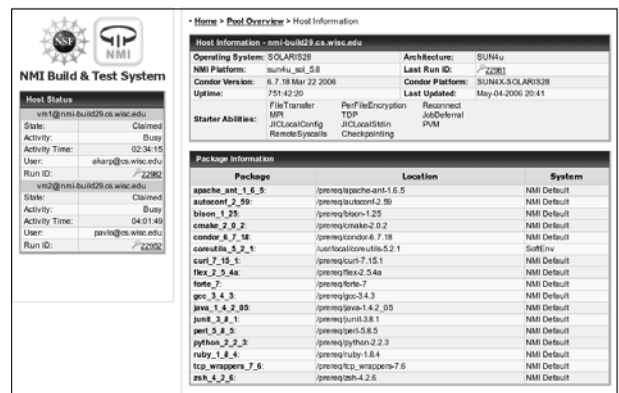 NSF
NMI
NMI Build & Test System
Host Status
vm1@nmi-build29.cs.wisc.edu
State: Claimed
Activity: Busy
Activity Time: 02:34:15
User: akarp@cs.wisc.edu
Run ID: 22982
vm2@nmi-build29.cs.wisc.edu
State: Claimed
Activity: Busy
Activity Time: 04:01:49
User: pavlo@cs.wisc.edu
Run ID: 22952
• Home > Pool Overview > Host Information
Host Information - nmi-build29.cs.wisc.edu
Operating System: SOLARIS28 Architecture: SUN4u
NMI Platform: sun4u_sol_5.8 Last Run ID: 22981
Condor Version: 6.7.18 Mar 22 2006 Condor Platform: SUN4X-SOLARIS28
Uptime: 751:42:20 Last Updated: May-04-2006 20:41
Starter Abilities:
FileTransfer PerFileEncryption Reconnect
MPI TDP JobDeferral
JICLocalConfig JICLocalStdin PVM
RemoteSyscalls Checkpointing
Package Information
Package Location System
apache_ant_1_6_5: /prereq/apache-ant-1.6.5 NMI Default
autoconf_2_59: /prereq/autoconf-2.59 NMI Default
bison_1_25: /prereq/bison-1.25 NMI Default
cmake_2_0_2: /prereq/cmake-2.0.2 NMI Default
condor_6_7_18: /prereq/condor-6.7.18 NMI Default
coreutils_5_2_1: /usr/local/coreutils-5.2.1 SoftEnv
curl_7_15_1: /prereq/curl-7.15.1 NMI Default
flex_2_5_4a: /prereq/flex-2.5.4a NMI Default
forte_7: /prereq/forte-7 NMI Default
gcc_3_4_3: /prereq/gcc-3.4.3 NMI Default
java_1_4_2_05: /prereq/java-1.4.2_05 NMI Default
junit_3_8_1: /prereq/junit-3.8.1 NMI Default
perl_5_8_5: /prereq/perl-5.8.5 NMI Default
python_2_2_3: /prereq/python-2.2.3 NMI Default
ruby_1_8_4: /prereq/ruby-1.8.4 NMI Default
tcp_wrappers_7_6: /prereq/tcp_wrappers-7.6 NMI Default
zsh_4_2_6: /prereq/zsh-4.2.6 NMI Default